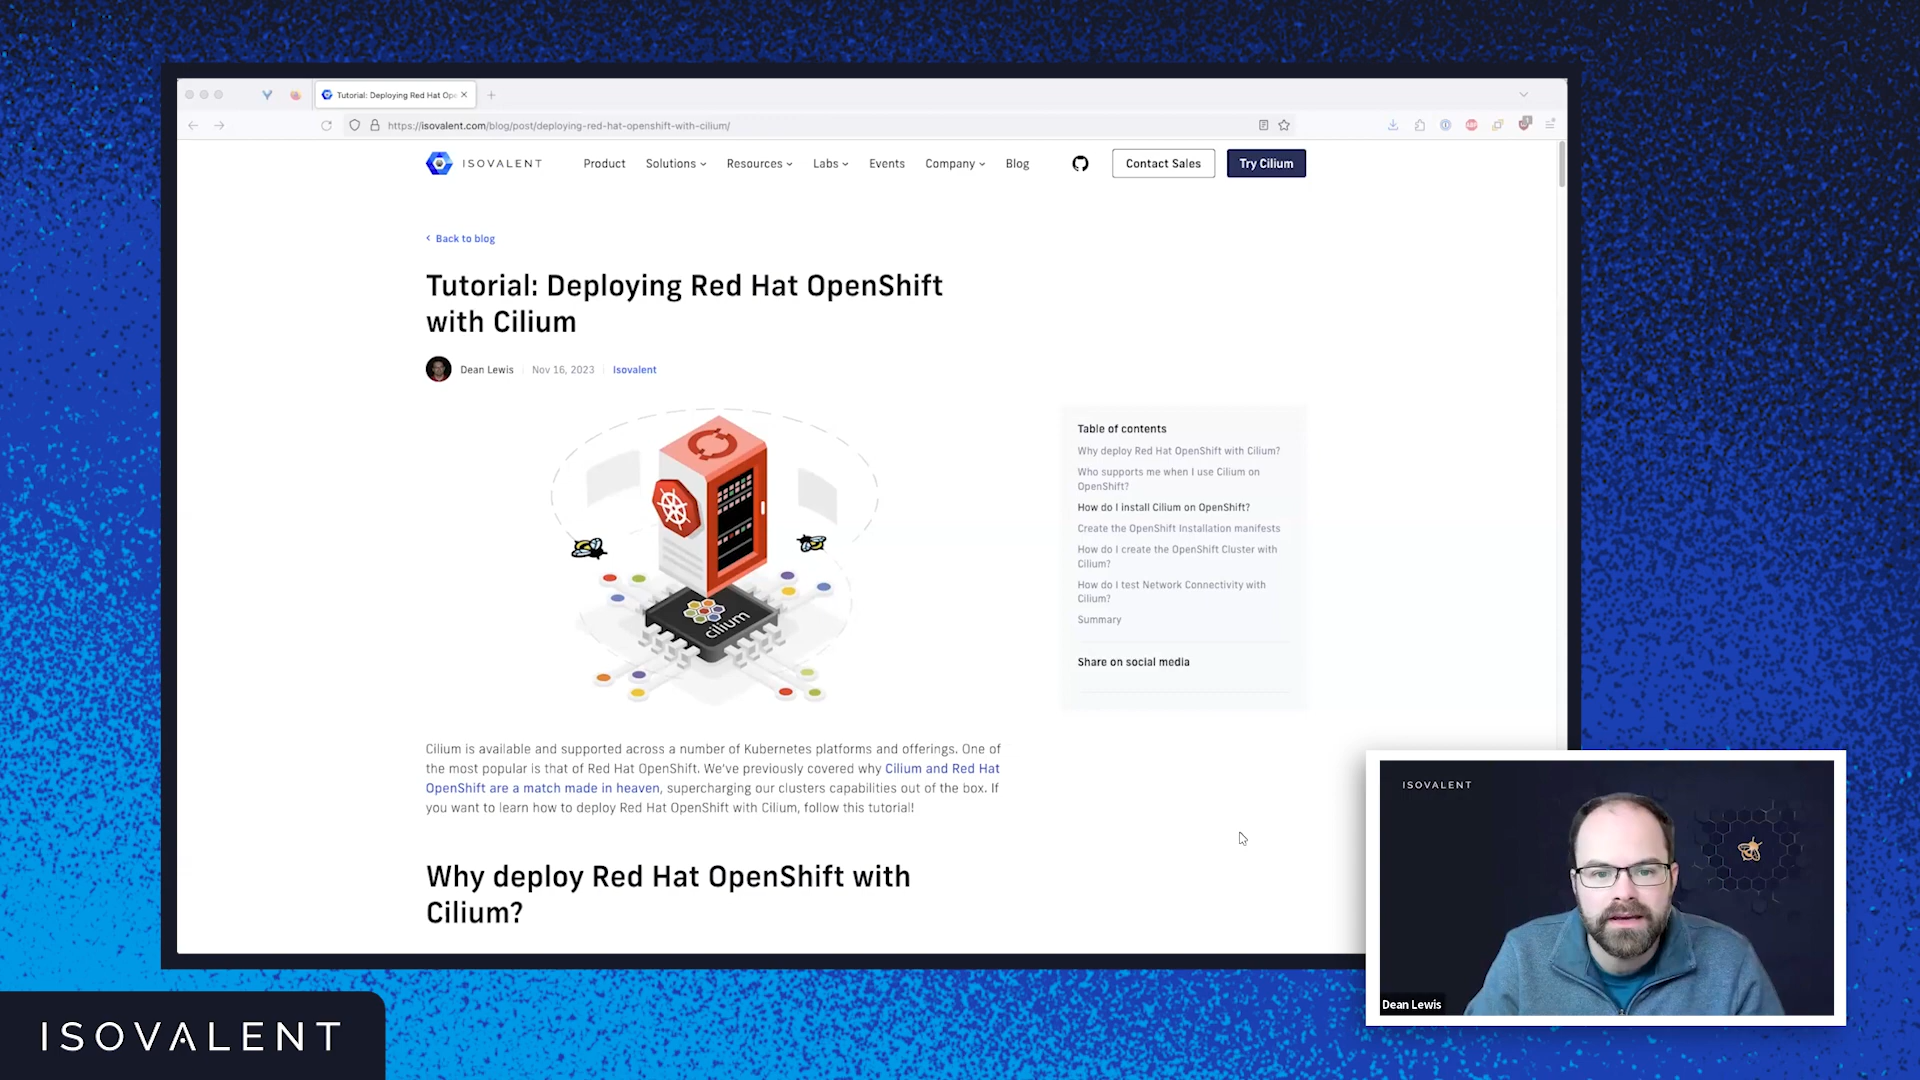 Tutorial: Deploying Red Hat Ope
https://isovalent.com/blog/post/deploying-red-hat-openshift-with-cilium/
ISOVALENT
Product
Solutions
Resources
Labs
Events
Company
Blog
Contact Sales
Try Cilium
Back to blog
Tutorial: Deploying Red Hat OpenShift
with Cilium
Dean Lewis
Nov 16, 2023
Isovalent
cilium
Table of contents
Why deploy Red Hat OpenShift with Cilium?
Who supports me when I use Cilium on
OpenShift?
How do I install Cilium on OpenShift?
Create the OpenShift Installation manifests
How do I create the OpenShift Cluster with
Cilium?
How do I test Network Connectivity with
Cilium?
Summary
Share on social media
Cilium is available and supported across a number of Kubernetes platforms and offerings. One of
the most popular is that of Red Hat OpenShift. We've previously covered why Cilium and Red Hat
OpenShift are a match made in heaven, supercharging our clusters capabilities out of the box. If
you want to learn how to deploy Red Hat OpenShift with Cilium, follow this tutorial!
Why deploy Red Hat OpenShift with
Cilium?
ISOVALENT
Dean Lewis
ISOVALENT